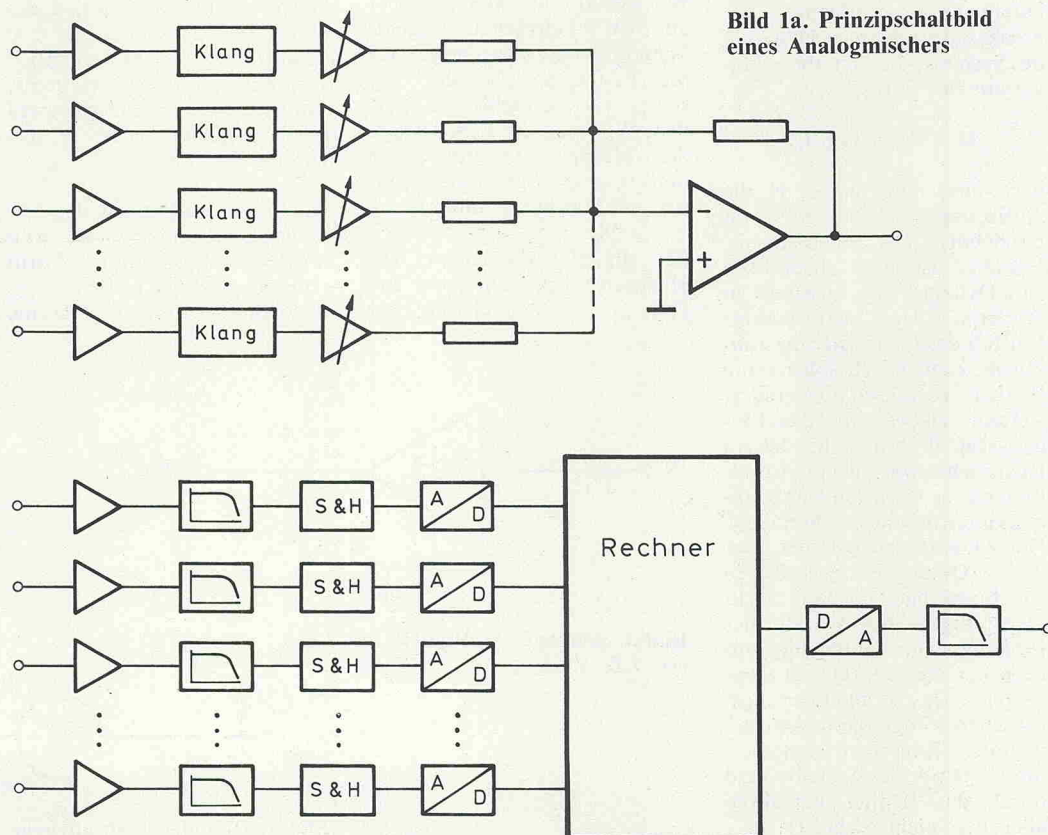 Bild 1a. Prinzipschaltbild
eines Analogmischers
Klang
Klang
Klang
Klang
-
+
S & H
A
D
S & H
A
D
S & H
A
D
S & H
A
D
Rechner
D
A